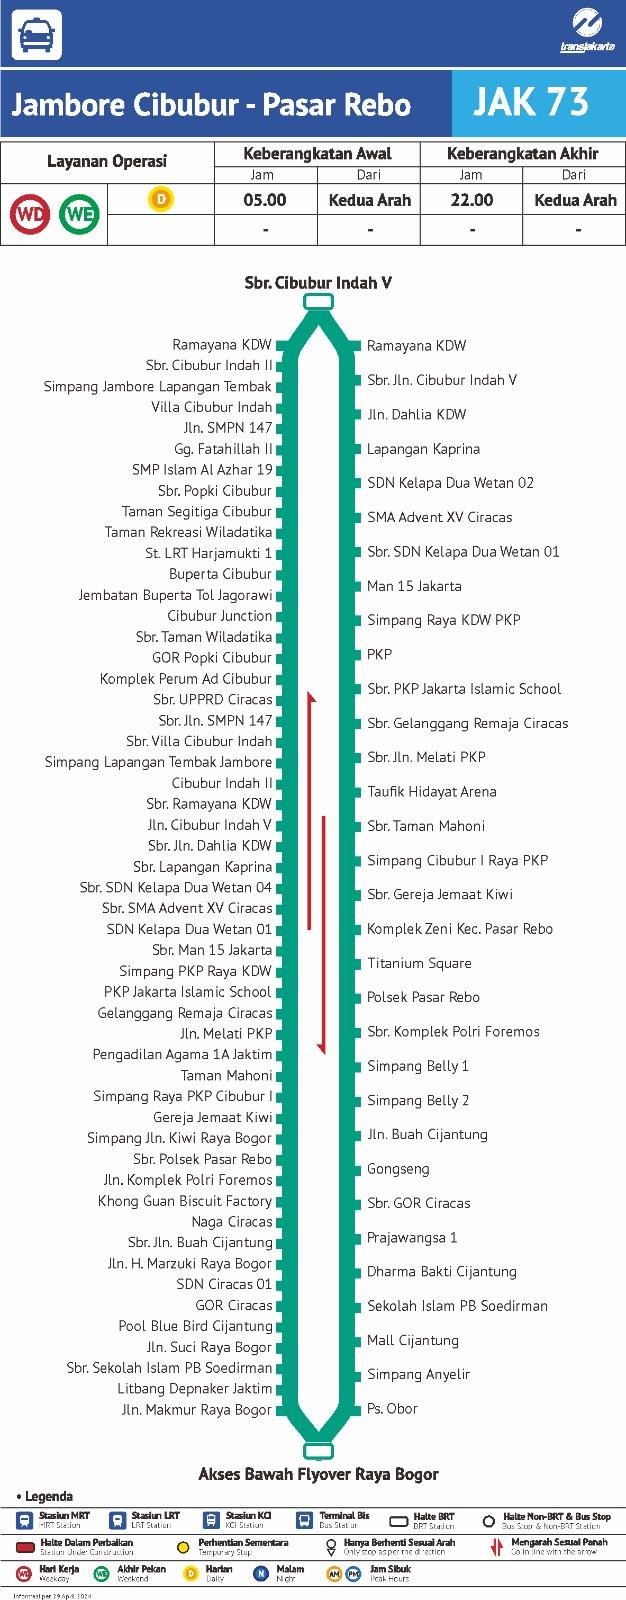 transjakarta
Jambore Cibubur - Pasar Rebo
JAK 73
Layanan Operasi
Keberangkatan Awal
Keberangkatan Akhir
Jam
Dari
Jam
Dari
WD
WE
D
05.00
Kedua Arah
22.00
Kedua Arah
-
-
-
-
Sbr. Cibubur Indah V
Ramayana KDW
Sbr. Cibubur Indah II
Simpang Jambore Lapangan Tembak
Villa Cibubur Indah
Jln. SMPN 147
Gg. Fatahillah II
SMP Islam Al Azhar 19
Sbr. Popki Cibubur
Taman Segitiga Cibubur
Taman Rekreasi Wiladatika
St. LRT Harjamukti 1
Buperta Cibubur
Jembatan Buperta Tol Jagorawi
Cibubur Junction
Sbr. Taman Wiladatika
GOR Popki Cibubur
Komplek Perum Ad Cibubur
Sbr. UPPRD Ciracas
Sbr. Jln. SMPN 147
Sbr. Villa Cibubur Indah
Simpang Lapangan Tembak Jambore
Cibubur Indah II
Sbr. Ramayana KDW
Jln. Cibubur Indah V
Sbr. Jln. Dahlia KDW
Sbr. Lapangan Kaprina
Sbr. SDN Kelapa Dua Wetan 04
Sbr. SMA Advent XV Ciracas
SDN Kelapa Dua Wetan 01
Sbr. Man 15 Jakarta
Simpang PKP Raya KDW
PKP Jakarta Islamic School
Gelanggang Remaja Ciracas
Jln. Melati PKP
Pengadilan Agama 1A Jaktim
Taman Mahoni
Simpang Raya PKP Cibubur I
Gereja Jemaat Kiwi
Simpang Jln. Kiwi Raya Bogor
Sbr. Polsek Pasar Rebo
Jln. Komplek Polri Foremos
Khong Guan Biscuit Factory
Naga Ciracas
Sbr. Jln. Buah Cijantung
Jln. H. Marzuki Raya Bogor
SDN Ciracas 01
GOR Ciracas
Pool Blue Bird Cijantung
Jln. Suci Raya Bogor
Sbr. Sekolah Islam PB Soedirman
Litbang Depnaker Jaktim
Jln. Makmur Raya Bogor
Ramayana KDW
Sbr. Jln. Cibubur Indah V
Jln. Dahlia KDW
Lapangan Kaprina
SDN Kelapa Dua Wetan 02
SMA Advent XV Ciracas
Sbr. SDN Kelapa Dua Wetan 01
Man 15 Jakarta
Simpang Raya KDW PKP
PKP
Sbr. PKP Jakarta Islamic School
Sbr. Gelanggang Remaja Ciracas
Sbr. Jln. Melati PKP
Taufik Hidayat Arena
Sbr. Taman Mahoni
Simpang Cibubur I Raya PKP
Sbr. Gereja Jemaat Kiwi
Komplek Zeni Kec. Pasar Rebo
Titanium Square
Polsek Pasar Rebo
Sbr. Komplek Polri Foremos
Simpang Belly 1
Simpang Belly 2
Jln. Buah Cijantung
Gongseng
Sbr. GOR Ciracas
Prajawangsa 1
Dharma Bakti Cijantung
Sekolah Islam PB Soedirman
Mall Cijantung
Simpang Anyelir
Ps. Obor
Akses Bawah Flyover Raya Bogor
• Legenda
Stasiun MRT
MRT Station
Stasiun LRT
LRT Station
Stasiun KCI
KCI Station
Terminal Bis
Bus Station
Halte BRT
BRT Station
Halte Non-BRT & Bus Stop
Bus Stop & Non-BRT Station
Halte Dalam Perbaikan
Station Under Construction
Perhentian Sementara
Temporary Stop
Hanya Berhenti Sesuai Arah
Only stop as per the direction
Mengarah Sesuai Panah
Go in line with the arrow
WD
Hari Kerja
Weekday
WE
Akhir Pekan
Weekend
D
Harian
Daily
N
Malam
Night
AM
PM
Jam Sibuk
Peak Hours
Informasi per 29 April 2024